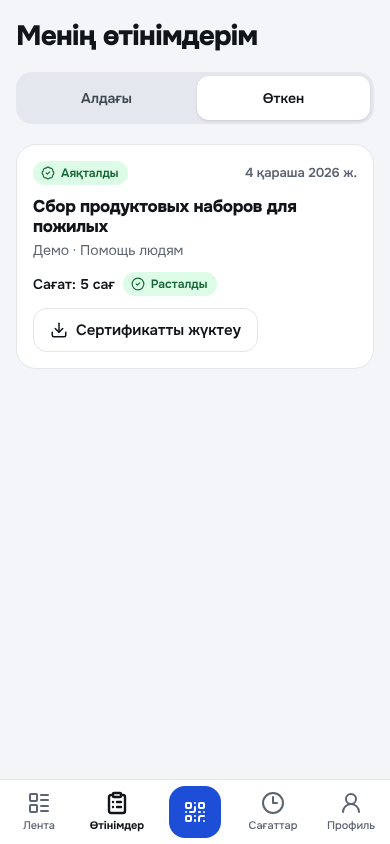 Менің өтінімдерім
Алдағы
Өткен
Аяқталды
4 қараша 2026 ж.
Сбор продуктовых наборов для
пожилых
Демо · Помощь людям
Сағат: 5 сағ
Расталды
Сертификатты жүктеу
Лента
Өтінімдер
Сағаттар
Профиль